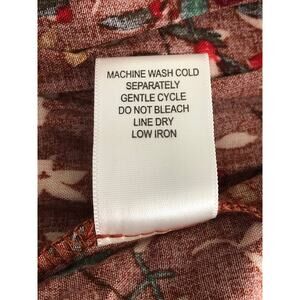 MACHINE WASH COLD
SEPARATELY
GENTLE CYCLE
DO NOT BLEACH
LINE DRY
LOW IRON